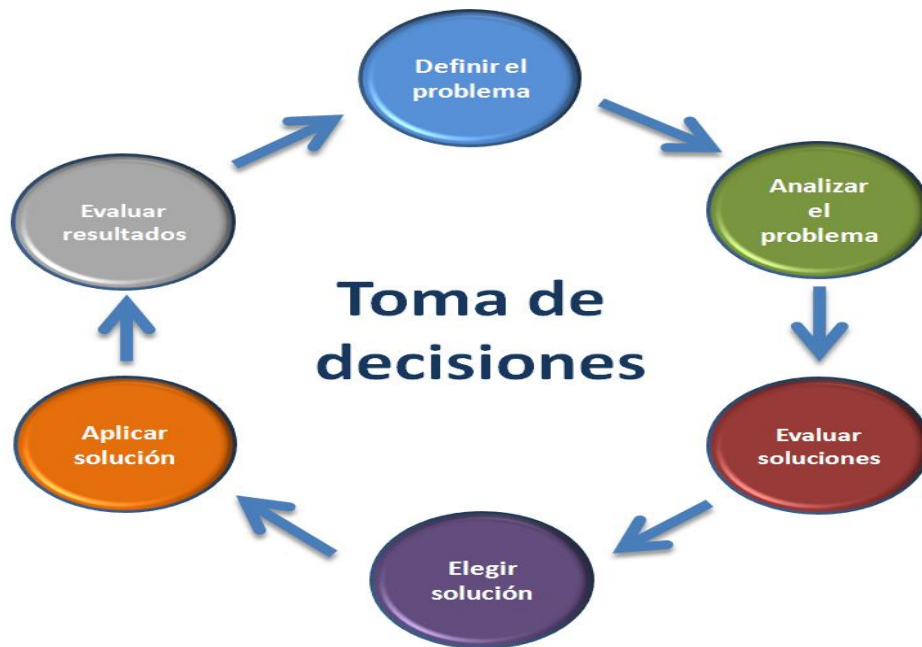 Definir el
problema
Analizar
el
problema
Evaluar
soluciones
Elegir
solución
Aplicar
solución
Evaluar
resultados
Toma de
decisiones